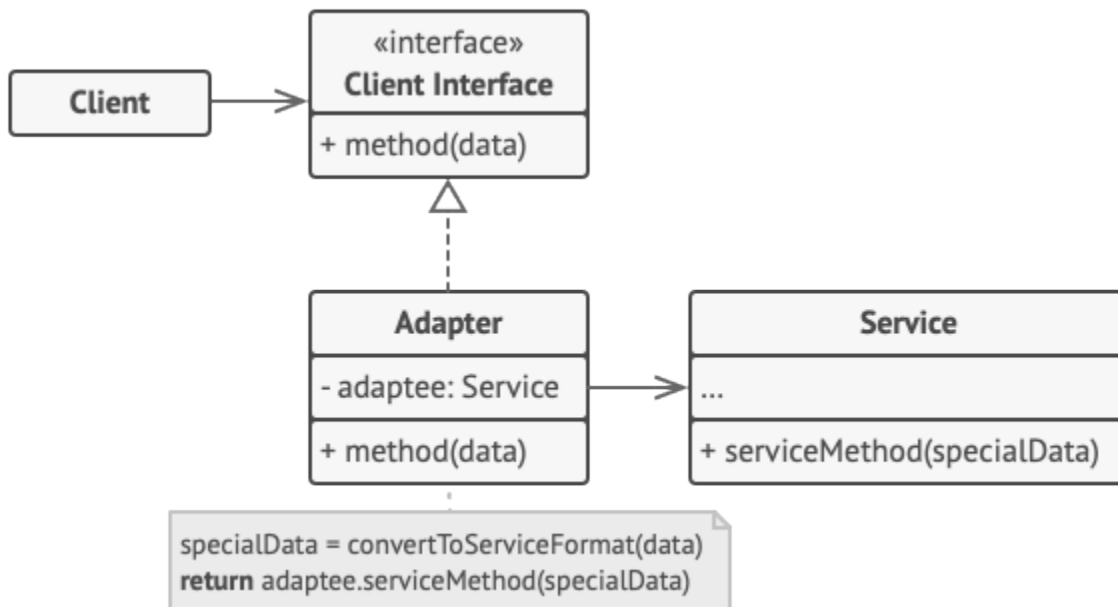 «interface»
Client Interface
Client
+ method(data)
Adapter
- adaptee: Service
+ method(data)
Service
...
+ serviceMethod(specialData)
specialData = convertToServiceFormat(data)
return adaptee.serviceMethod(specialData)